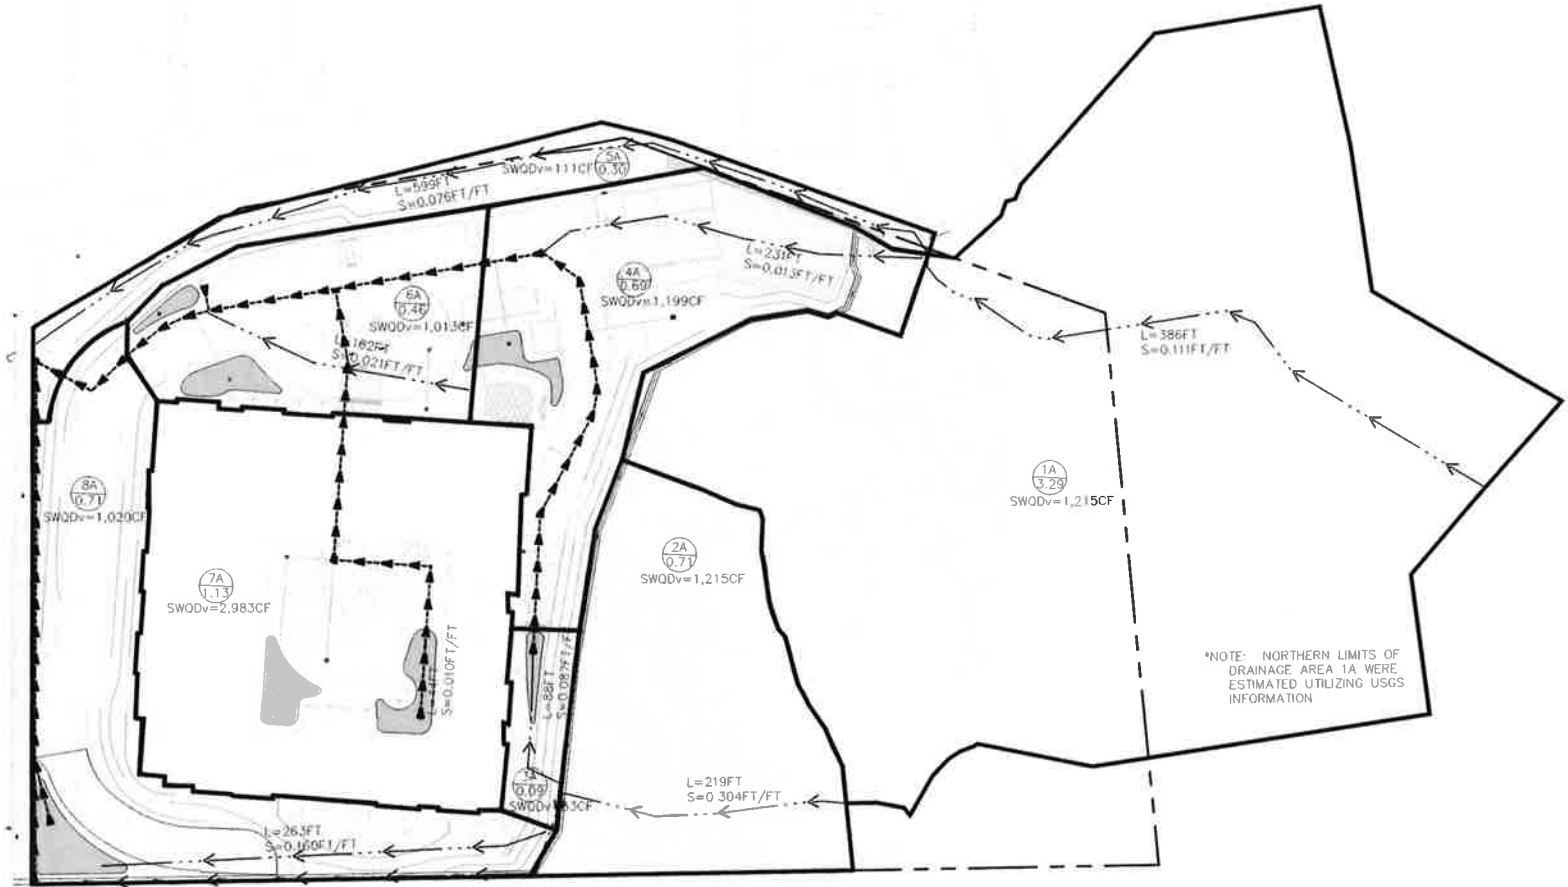 5A
0.30
SWQDv=111CF
L=599FT
S=0.076FT/FT
L=231FT
S=0.013FT/FT
4A
0.69
SWQDv=1,199CF
6A
0.46
SWQDv=1,013CF
L=162FT
S=0.021FT/FT
L=386FT
S=0.111FT/FT
1A
3.29
SWQDv=1,215CF
8A
0.71
SWQDv=1,020CF
2A
0.71
SWQDv=1,215CF
7A
1.13
SWQDv=2,983CF
S=0.010FT/FT
L=88FT
*NOTE: NORTHERN LIMITS OF
DRAINAGE AREA 1A WERE
ESTIMATED UTILIZING USGS
INFORMATION
0.09
L=219FT
S=0.304FT/FT
L=263FT
S=0.160FT/FT